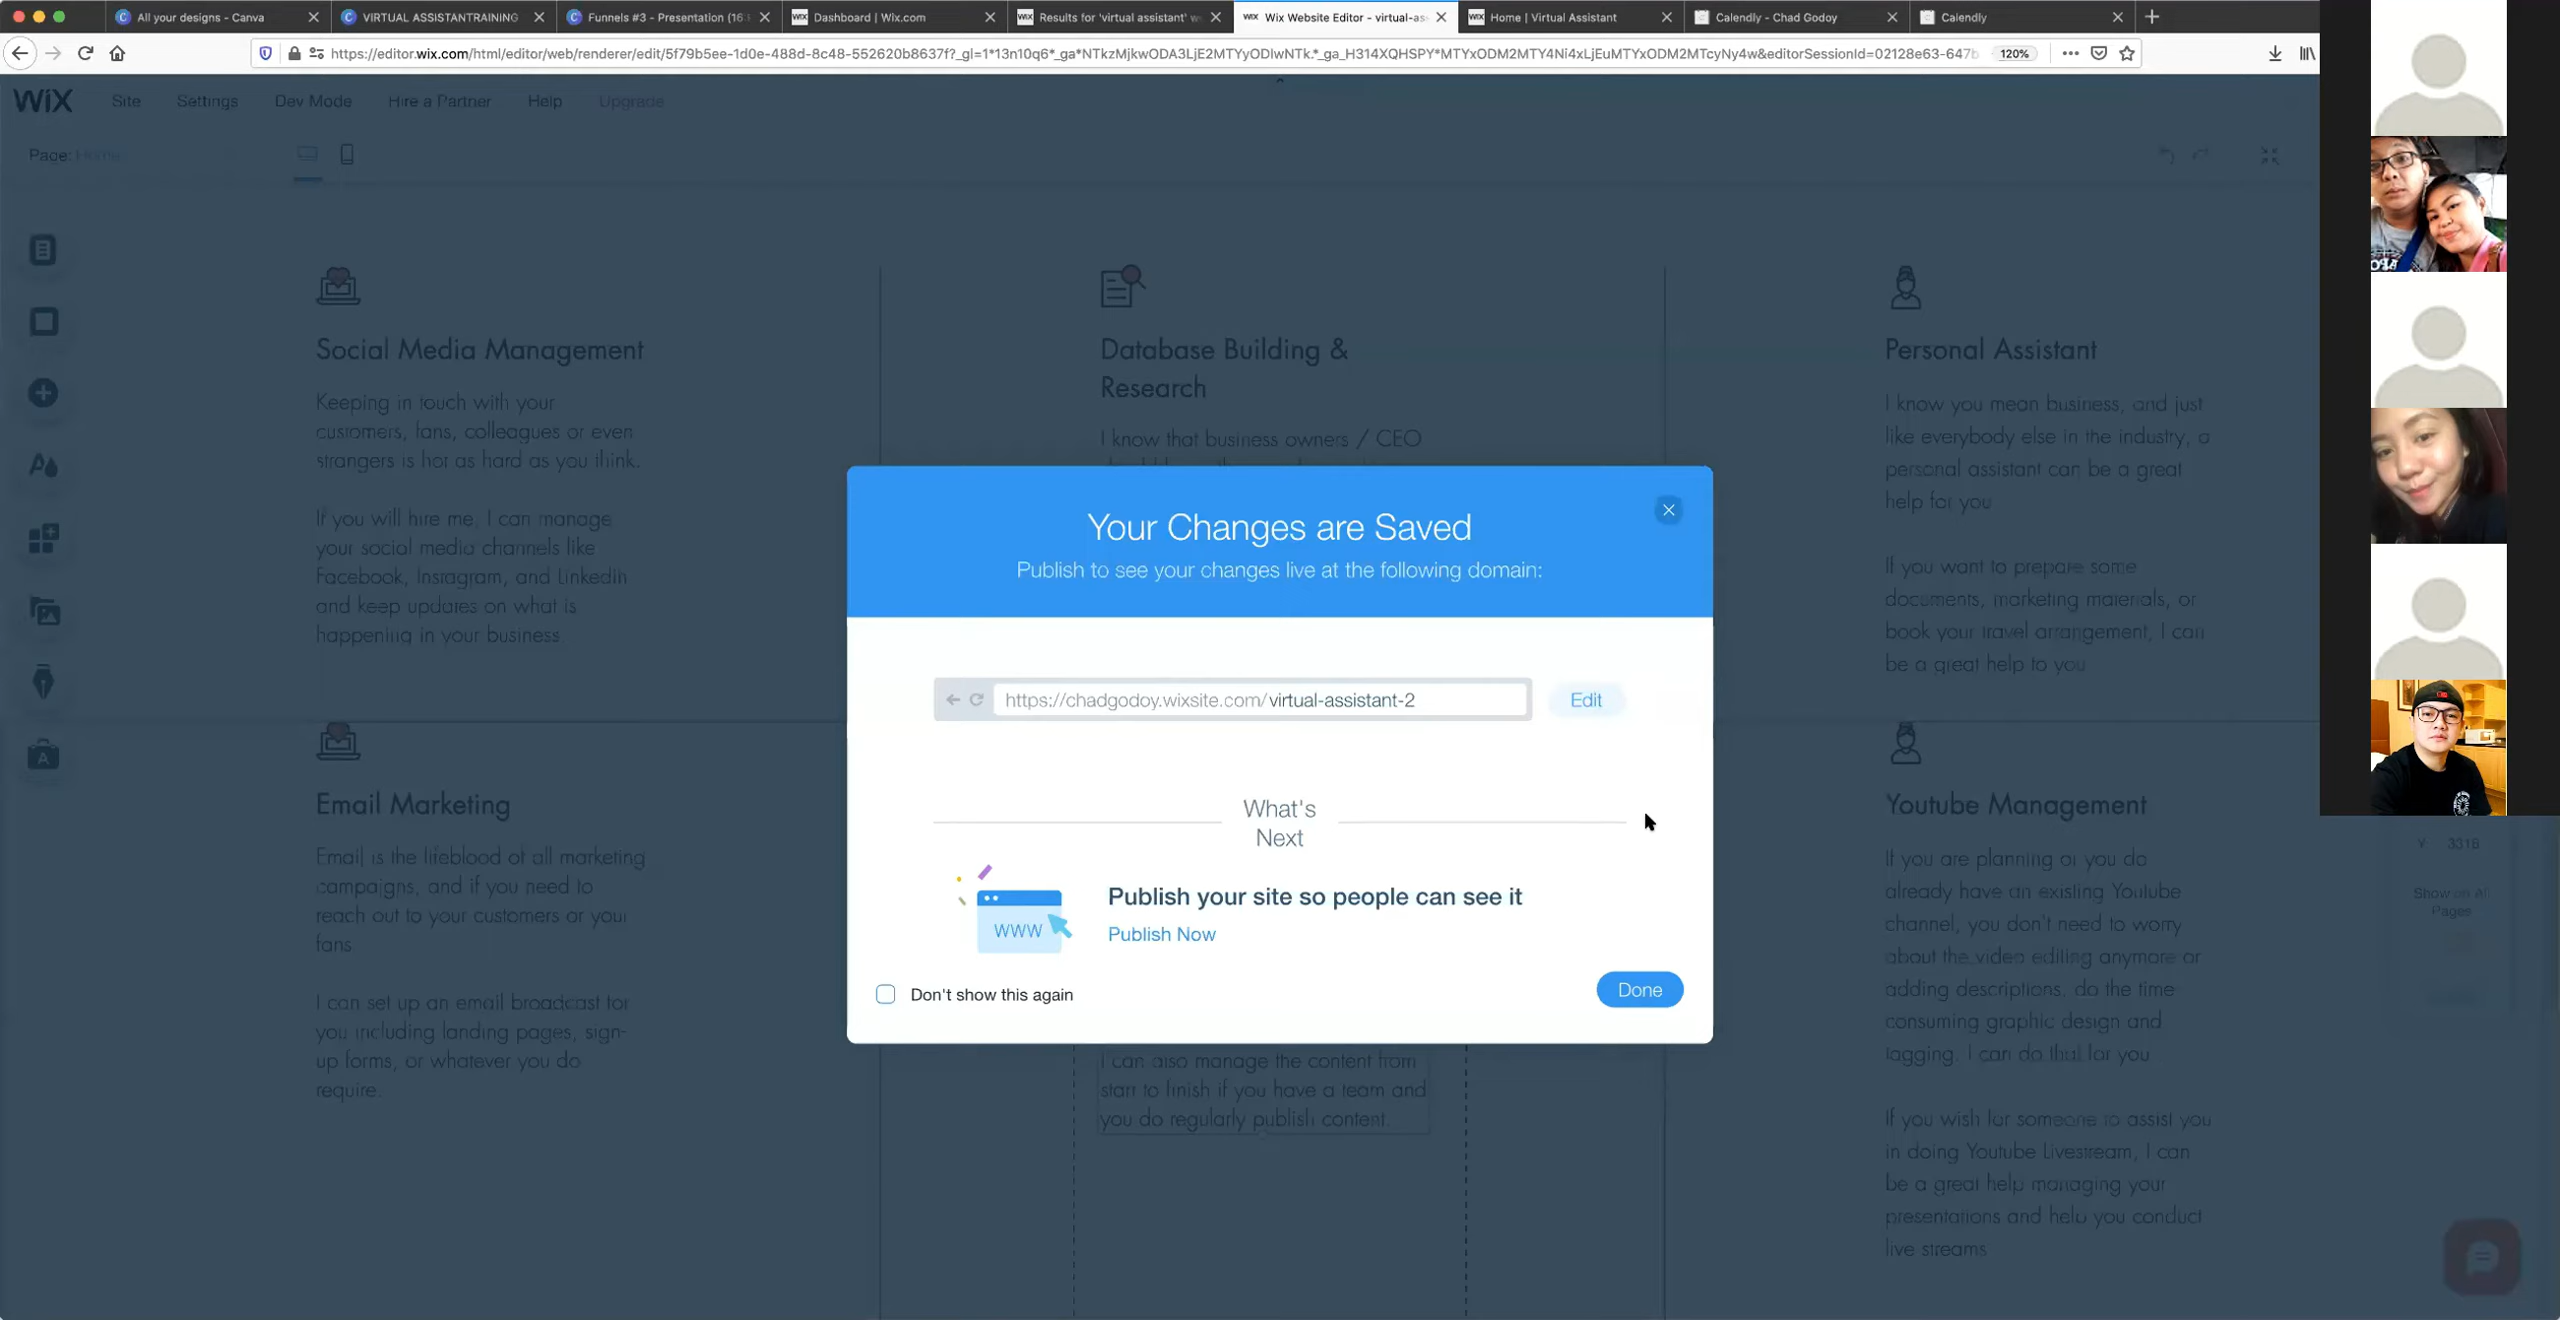 All your designs - Canva
VIRTUAL ASSISTANTRAINING
Funnels #3 - Presentation (16:
Dashboard | Wix.com
Results for 'virtual assistant' w
Wix Website Editor - virtual-as
Home | Virtual Assistant
Calendly - Chad Godoy
Calendly
120%
WiX
Site
Settings
Dev Mode
Hire a Partner
Help
Upgrade
Page: Home
Social Media Management
Keeping in touch with your
customers, fans, colleagues or even
strangers is not as hard as you think.
If you will hire me, I can manage
your social media channels like
Facebook, Instagram, and Linkedin
and keep updates on what is
happening in your business.
Database Building &
Research
I know that business owners / CEO
Personal Assistant
I know you mean business, and just
like everybody else in the industry, a
personal assistant can be a great
help for you
If you want to prepare some
documents, marketing materials, or
book your travel arrangement, I can
be a great help to you
Your Changes are Saved
Publish to see your changes live at the following domain:
https://chadgodoy.wixsite.com/virtual-assistant-2
Edit
What's
Next
WWW
Publish your site so people can see it
Publish Now
Don't show this again
Done
Email Marketing
Email is the lifeblood of all marketing
campaigns, and if you need to
reach out to your customers or your
fans
I can set up an email broadcast for
you including landing pages, sign-
up forms, or whatever you do
require.
I can also manage the content from
start to finish if you have a team and
you do regularly publish content.
Youtube Management
If you are planning or you do
already have an existing Youtube
channel, you don't need to worry
about the video editing anymore or
adding descriptions, do the time-
consuming graphic design and
tagging. I can do that for you
If you wish for someone to assist you
in doing Youtube Livestream, I can
be a great help managing your
presentations and help you conduct
live streams
Y: 3318
Show on All
Pages